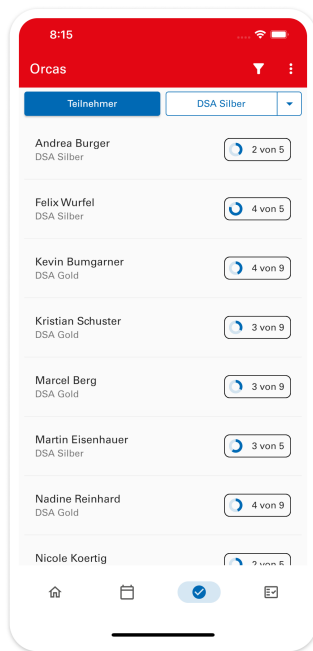 8:15
Orcas
Teilnehmer
DSA Silber
Andrea Burger
DSA Silber
2 von 5
Felix Wurfel
DSA Silber
4 von 5
Kevin Bumgarner
DSA Gold
4 von 9
Kristian Schuster
DSA Gold
3 von 9
Marcel Berg
DSA Gold
3 von 9
Martin Eisenhauer
DSA Silber
3 von 5
Nadine Reinhard
DSA Gold
4 von 9
Nicole Koertig
2 von 5